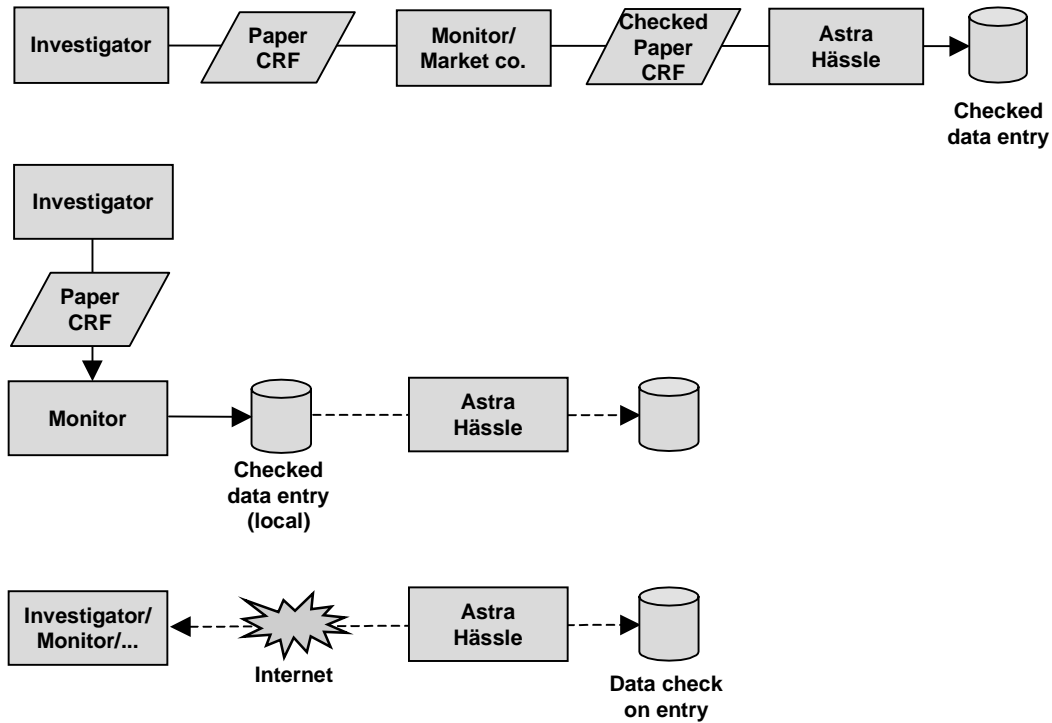 Investigator
Paper
CRF
Monitor/
Market co.
Checked
Paper
CRF
Astra
Hässle
Checked
data entry
Investigator
Paper
CRF
Monitor
Checked
data entry
(local)
Astra
Hässle
Investigator/
Monitor/...
Internet
Astra
Hässle
Data check
on entry